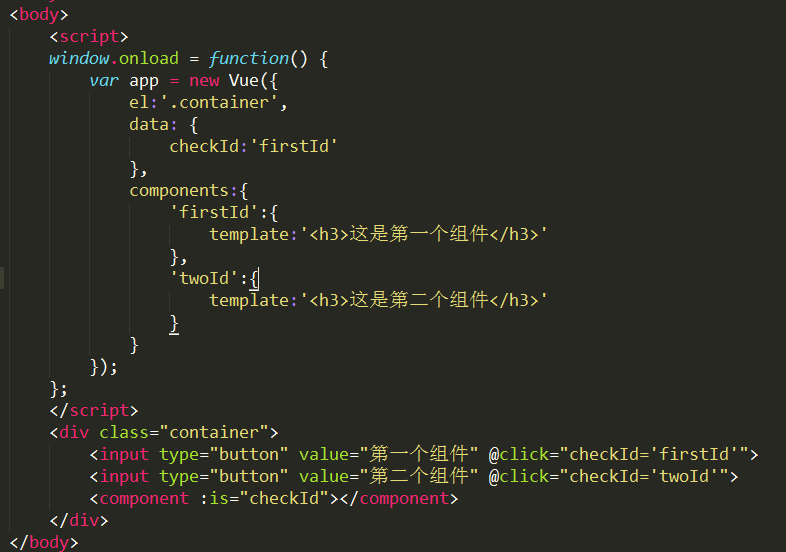 <body>
    <script>
    window.onload = function() {
        var app = new Vue({
            el:'.container',
            data: {
                checkId:'firstId'
            },
            components:{
                'firstId':{
                    template:'<h3>这是第一个组件</h3>'
                },
                'twoId':{
                    template:'<h3>这是第二个组件</h3>'
                }
            }
        });
    };
    </script>
    <div class="container">
        <input type="button" value="第一个组件" @click="checkId='firstId'">
        <input type="button" value="第二个组件" @click="checkId='twoId'">
        <component :is="checkId"></component>
    </div>
</body>